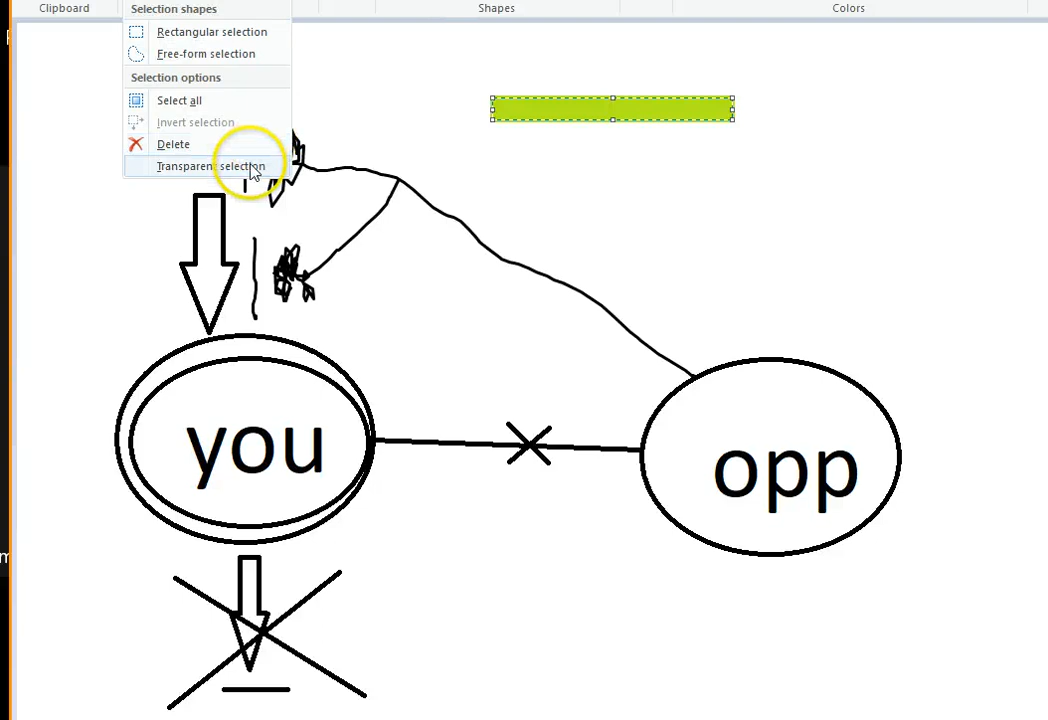 Clipboard
Shapes
Colors
Selection shapes
Rectangular selection
Free-form selection
Selection options
Select all
Invert selection
Delete
Transparent selection
you
opp